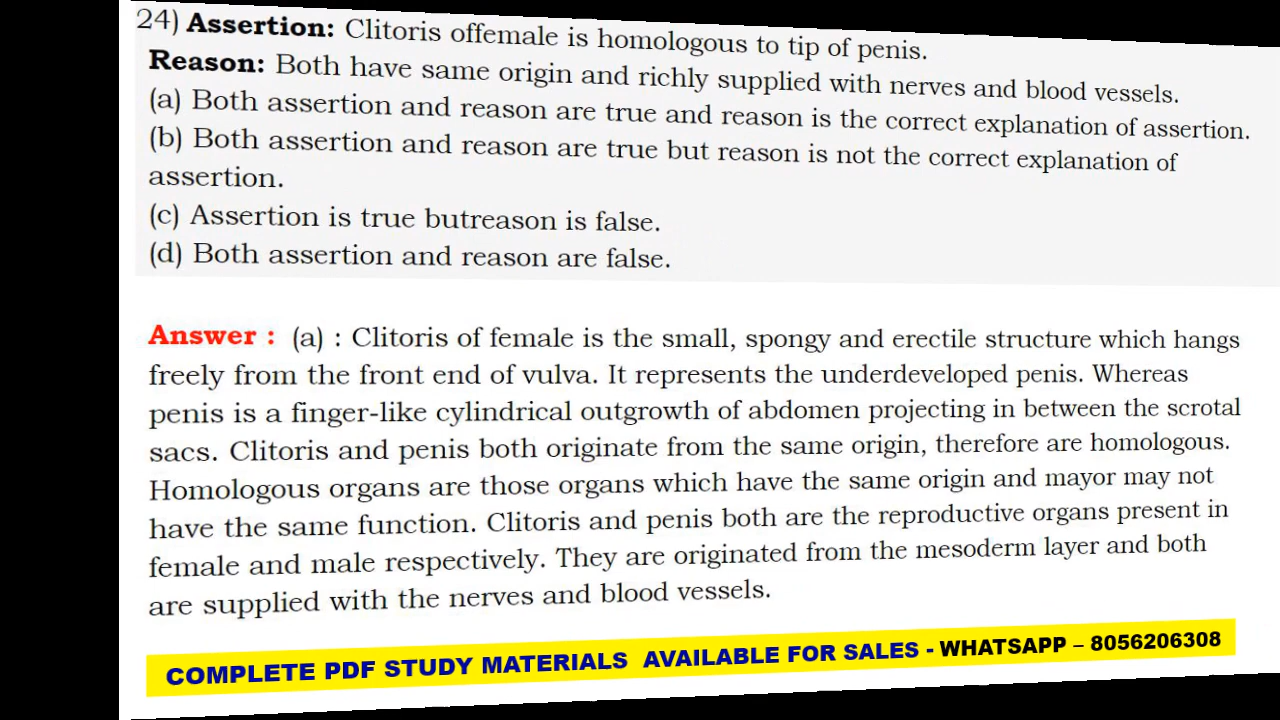 24) Assertion: Clitoris offemale is homologous to tip of penis.
Reason: Both have same origin and richly supplied with nerves and blood vessels.
(a) Both assertion and reason are true and reason is the correct explanation of assertion.
(b) Both assertion and reason are true but reason is not the correct explanation of
assertion.
(c) Assertion is true butreason is false.
(d) Both assertion and reason are false.
Answer : (a) : Clitoris of female is the small, spongy and erectile structure which hangs
freely from the front end of vulva. It represents the underdeveloped penis. Whereas
penis is a finger-like cylindrical outgrowth of abdomen projecting in between the scrotal
sacs. Clitoris and penis both originate from the same origin, therefore are homologous.
Homologous organs are those organs which have the same origin and mayor may not
have the same function. Clitoris and penis both are the reproductive organs present in
female and male respectively. They are originated from the mesoderm layer and both
are supplied with the nerves and blood vessels.
COMPLETE PDF STUDY MATERIALS AVAILABLE FOR SALES - WHATSAPP – 8056206308